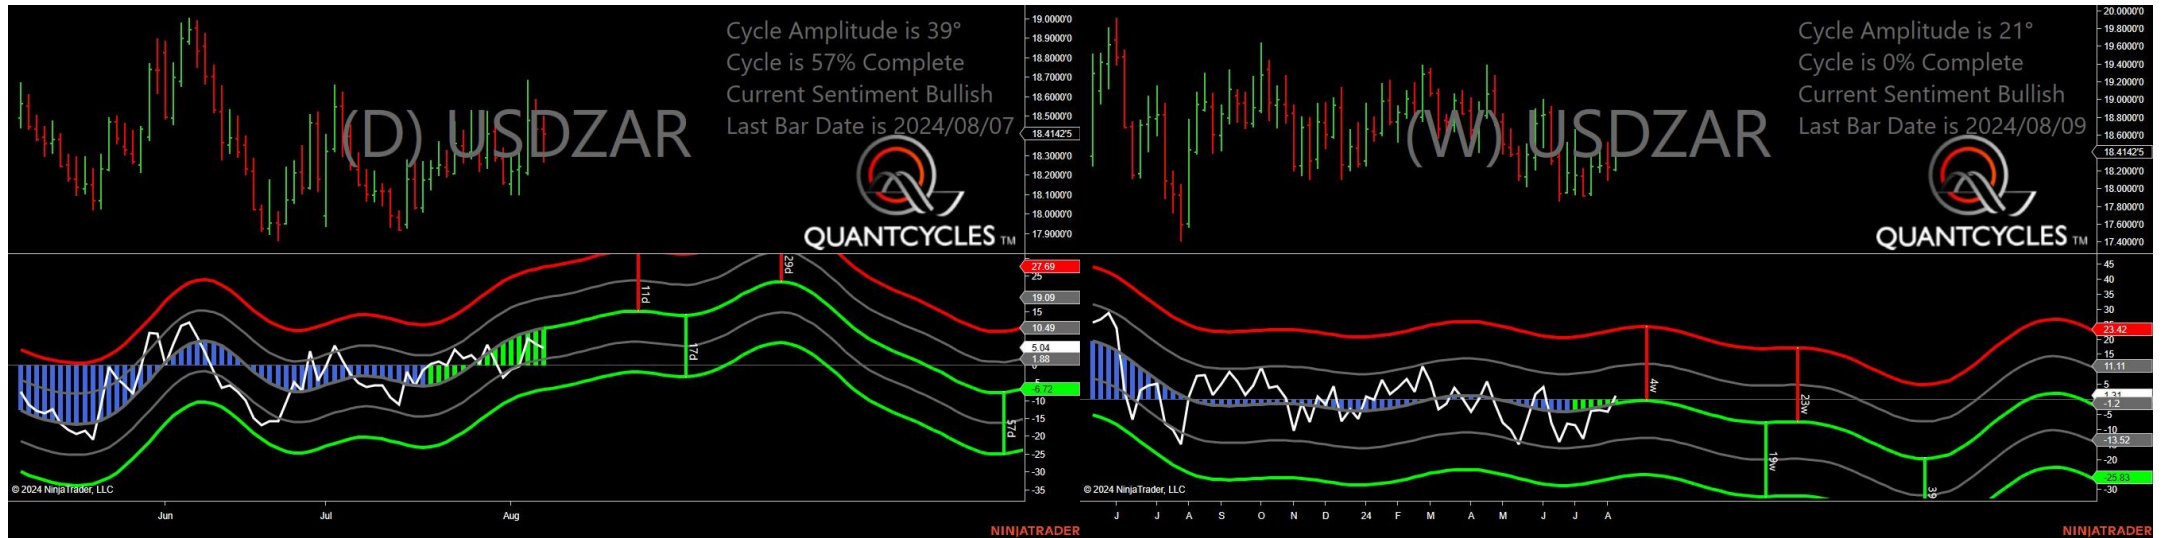 Cycle Amplitude is 39°
Cycle is 57% Complete
Current Sentiment Bullish
Last Bar Date is 2024/08/07
(D) USDZAR
QUANTCYCLES TM
19.0000'0
18.9000'0
18.8000'0
18.7000'0
18.6000'0
18.5000'0
18.4142'5
18.3000'0
18.2000'0
18.1000'0
18.0000'0
17.9000'0
29d
11d
17d
57d
27.69
25
19.09
15
10.49
5.04
1.88
-6.72
-10
-15
-20
-25
-30
-35
© 2024 NinjaTrader, LLC
Jun
Jul
Aug
NINJATRADER
Cycle Amplitude is 21°
Cycle is 0% Complete
Current Sentiment Bullish
Last Bar Date is 2024/08/09
(W) USDZAR
QUANTCYCLES TM
20.0000'0
19.8000'0
19.6000'0
19.4000'0
19.2000'0
19.0000'0
18.8000'0
18.6000'0
18.4142'5
18.2000'0
18.0000'0
17.8000'0
17.6000'0
17.4000'0
4w
23w
19w
39
45
40
35
30
23.42
20
15
11.11
5
1.31
-1.2
-5
-10
-13.52
-20
-25.83
-30
© 2024 NinjaTrader, LLC
J
J
A
S
O
N
D
24
F
M
A
M
J
J
A
NINJATRADER